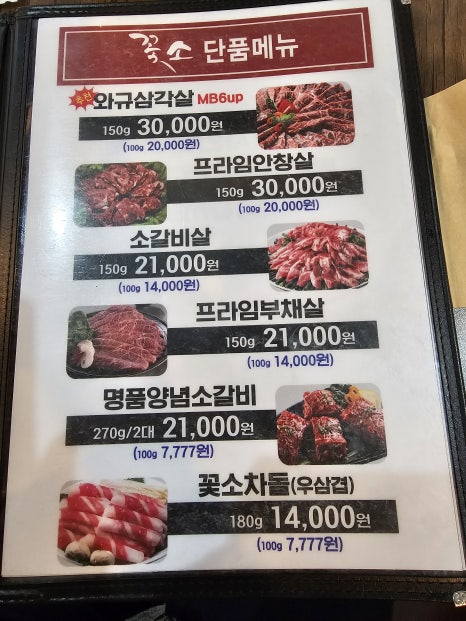 꽃소 단품메뉴
추천 와규삼각살 MB6up
150g 30,000원
(100g 20,000원)
프라임안창살
150g 30,000원
(100g 20,000원)
소갈비살
150g 21,000원
(100g 14,000원)
프라임부채살
150g 21,000원
(100g 14,000원)
명품양념소갈비
270g/2대 21,000원
(100g 7,777원)
꽃소차돌(우삼겹)
180g 14,000원
(100g 7,777원)